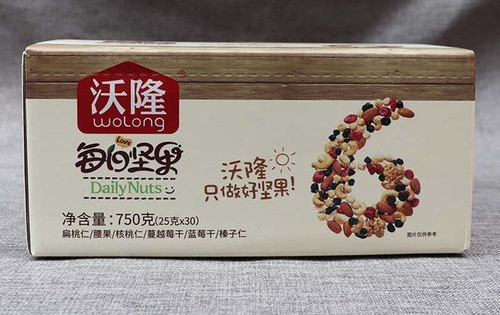 沃隆
wolong
Love
每日坚果
DailyNuts
沃隆
只做好坚果!
6
净含量:750克(25克x30)
扁桃仁/腰果/核桃仁/蔓越莓干/蓝莓干/榛子仁
图片仅供参考